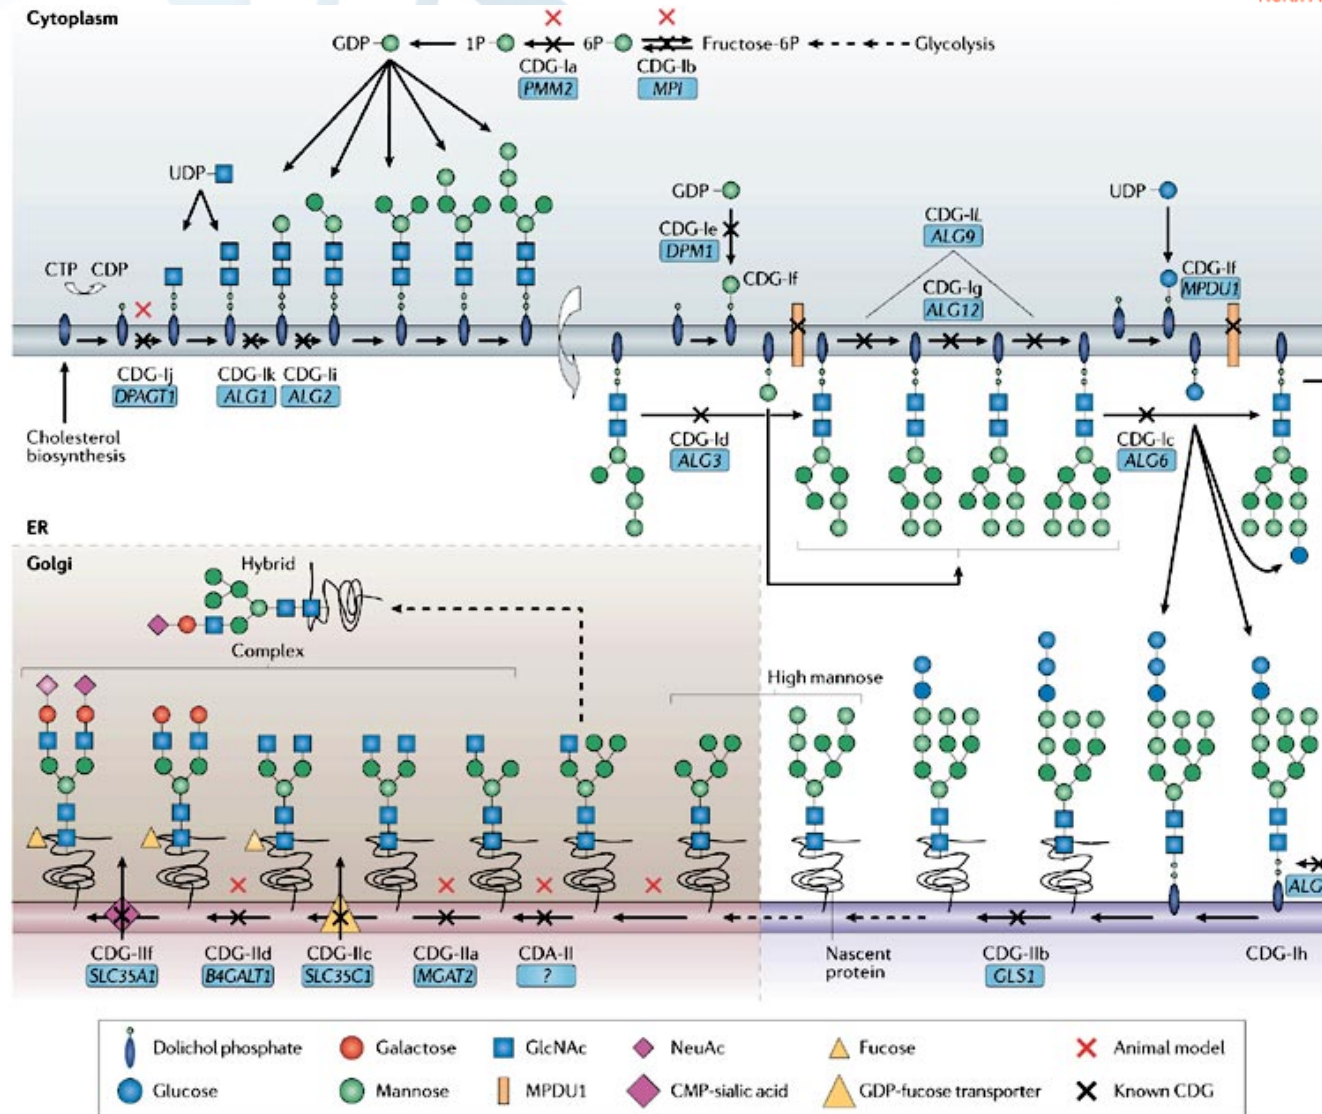 Cytoplasm
GDP
1P
6P
Fructose-6P
Glycolysis
CDG-Ia
PMM2
CDG-Ib
MPI
UDP
GDP
UDP
CDG-IL
ALG9
CDG-Ie
DPM1
CTP CDP
CDG-If
CDG-Ig
ALG12
CDG-If
MPDU1
CDG-Ij
DPAGT1
CDG-Ik
ALG1
CDG-Ii
ALG2
Cholesterol
biosynthesis
CDG-Id
ALG3
CDG-Ic
ALG6
ER
Golgi
Hybrid
Complex
High mannose
ALG
CDG-IIf
SLC35A1
CDG-IId
B4GALT1
CDG-IIc
SLC35C1
CDG-IIa
MGAT2
CDA-II
?
Nascent
protein
CDG-IIb
GLS1
CDG-Ih
Dolichol phosphate
Galactose
GlcNAc
NeuAc
Fucose
Animal model
Glucose
Mannose
MPDU1
CMP-sialic acid
GDP-fucose transporter
Known CDG